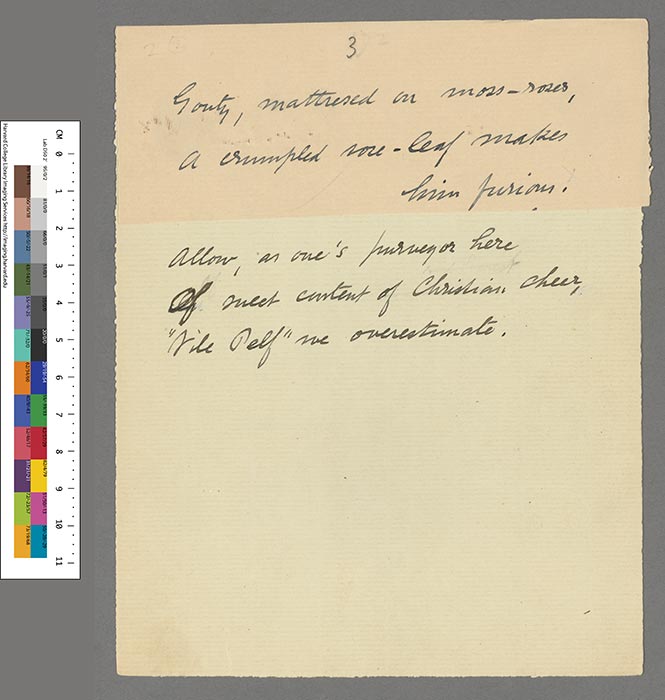 3
Gouty, mattresed on moss-roses,
A crumpled rose-leaf makes
him furious.
Allow, as one's purveyor here
Of sweet content of Christian cheer,
"Vile Pelf" we overestimate.
CM 0 1 2 3 4 5 6 7 8 9 10 11
Harvard College Library Imaging Services http://imaging.harvard.edu